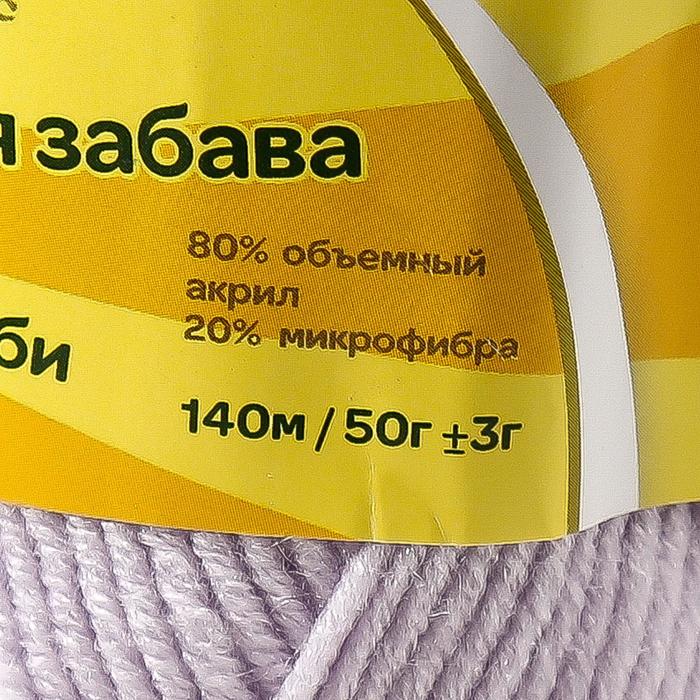 я забава
80% объемный
акрил
20% микрофибра
би
140м / 50г ±3г